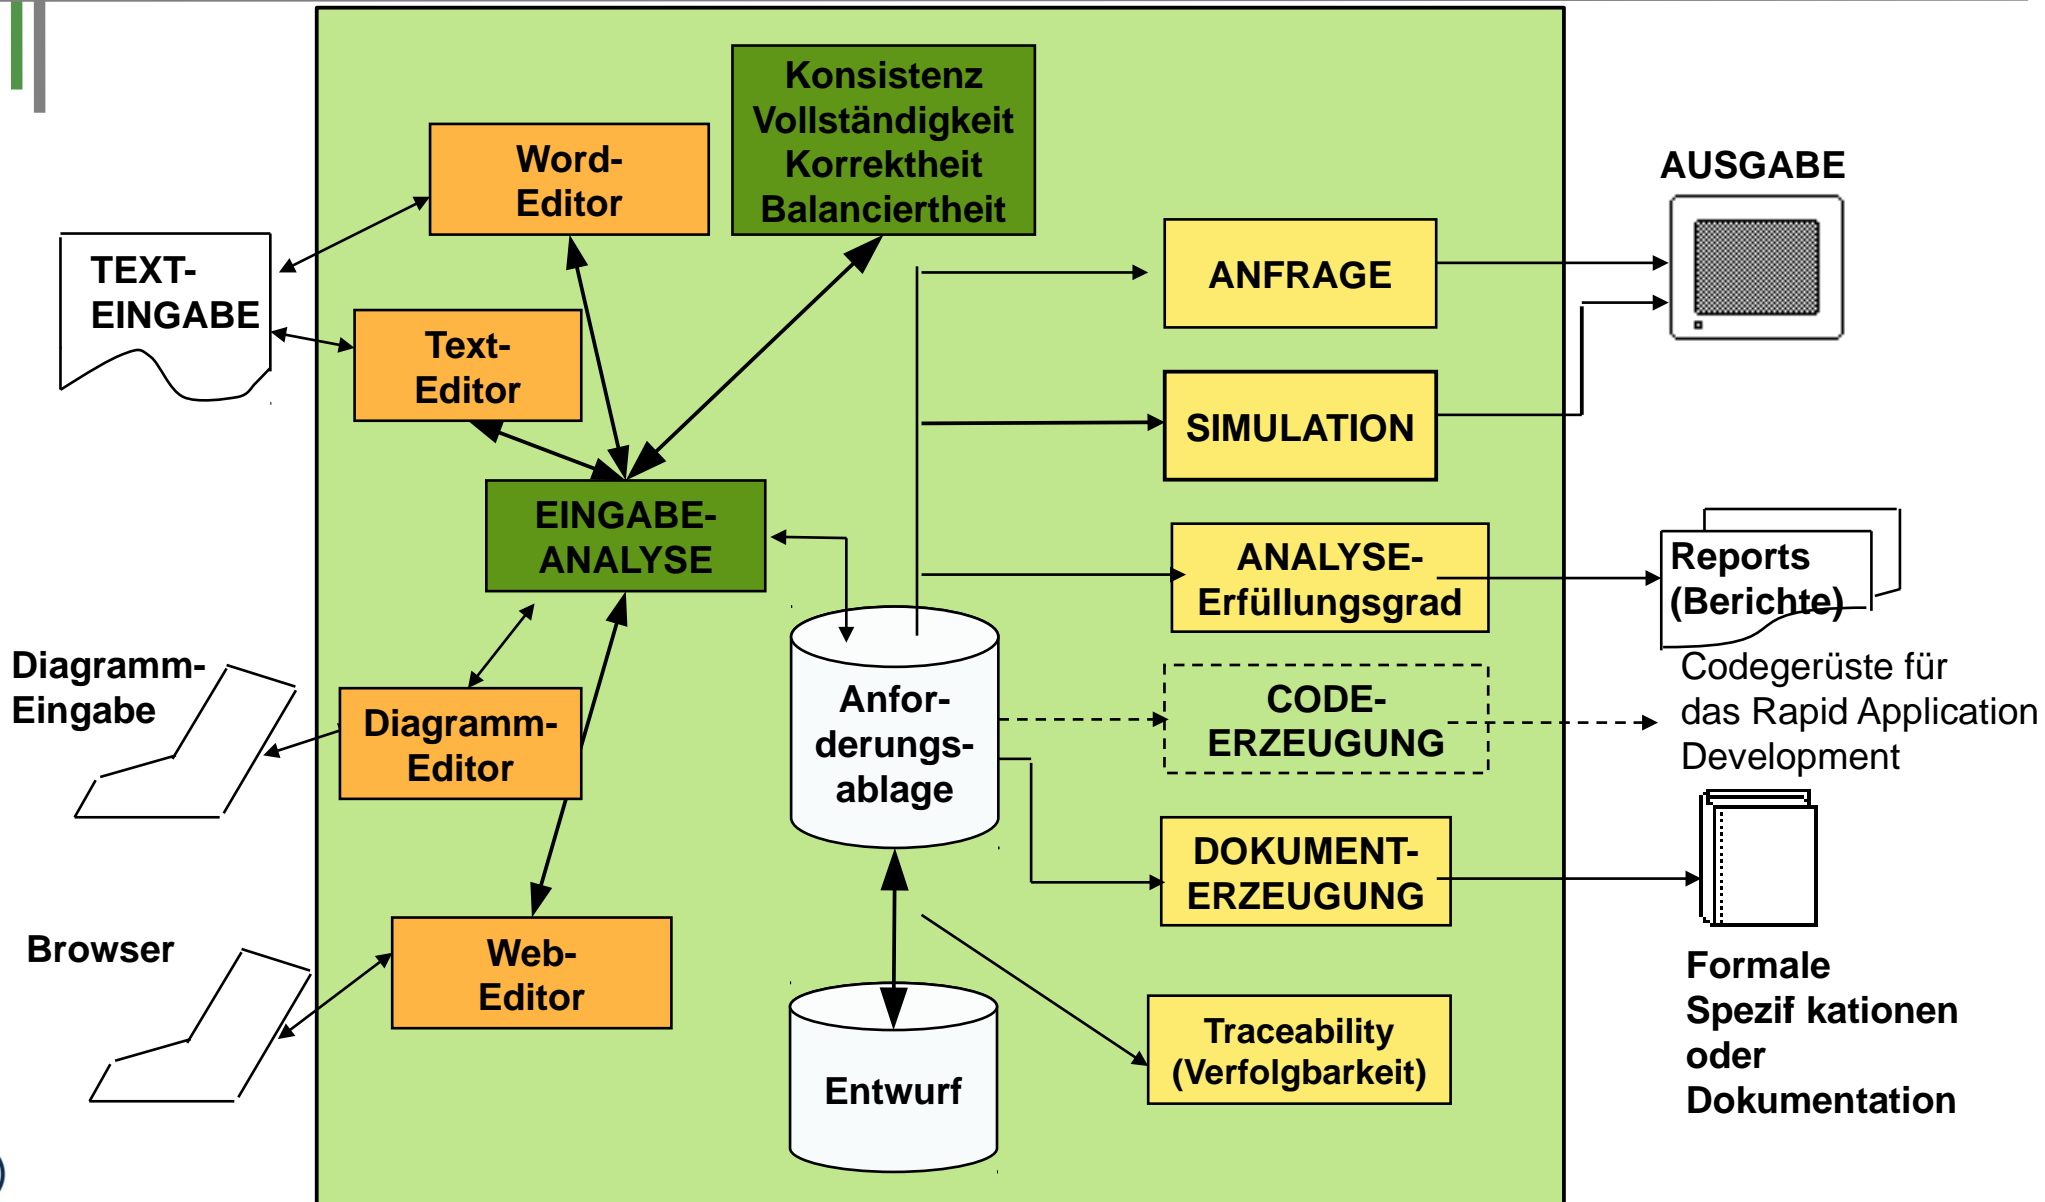 Konsistenz
Vollständigkeit
Korrektheit
Balanciertheit
Word-
Editor
AUSGABE
TEXT-
EINGABE
ANFRAGE
Text-
Editor
SIMULATION
EINGABE-
ANALYSE
ANALYSE-
Erfüllungsgrad
Reports
(Berichte)
Diagramm-
Eingabe
Diagramm-
Editor
Anfor-
derungs-
ablage
CODE-
ERZEUGUNG
Codegerüste für
das Rapid Application
Development
DOKUMENT-
ERZEUGUNG
Browser
Web-
Editor
Formale
Spezif kationen
oder
Dokumentation
Entwurf
Traceability
(Verfolgbarkeit)